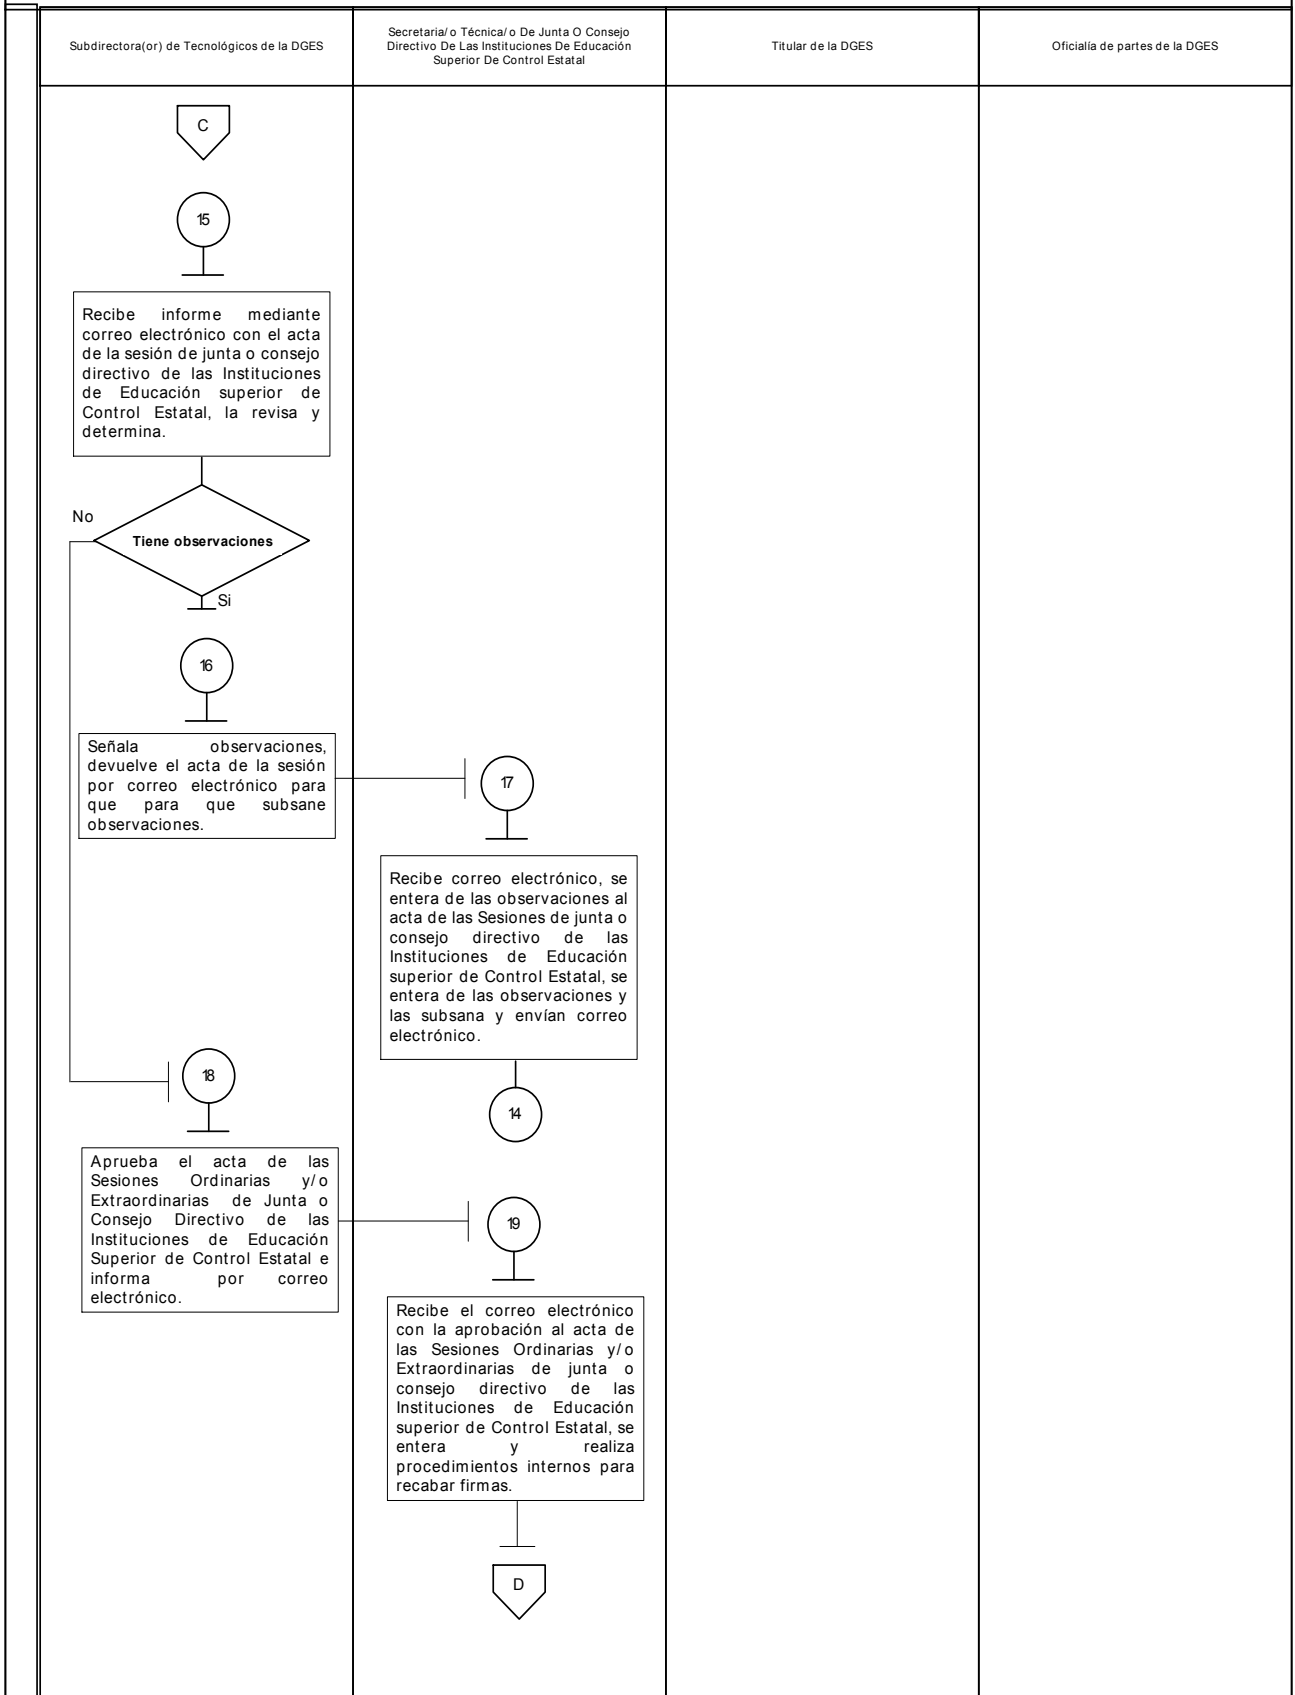 Subdirectora(or) de Tecnológicos de la DGES
Secretaria/o Técnica/o De Junta O Consejo
Directivo De Las Instituciones De Educación
Superior De Control Estatal
Titular de la DGES
Oficialía de partes de la DGES
C
15
Recibe informe mediante
correo electrónico con el acta
de la sesión de junta o consejo
directivo de las Instituciones
de Educación superior de
Control Estatal, la revisa y
determina.
No
Tiene observaciones
Si
16
Señala observaciones,
devuelve el acta de la sesión
por correo electrónico para
que para que subsane
observaciones.
17
Recibe correo electrónico, se
entera de las observaciones al
acta de las Sesiones de junta o
consejo directivo de las
Instituciones de Educación
superior de Control Estatal, se
entera de las observaciones y
las subsana y envían correo
electrónico.
18
14
Aprueba el acta de las
Sesiones Ordinarias y/o
Extraordinarias de Junta o
Consejo Directivo de las
Instituciones de Educación
Superior de Control Estatal e
informa por correo
electrónico.
19
Recibe el correo electrónico
con la aprobación al acta de
las Sesiones Ordinarias y/o
Extraordinarias de junta o
consejo directivo de las
Instituciones de Educación
superior de Control Estatal, se
entera y realiza
procedimientos internos para
recabar firmas.
D